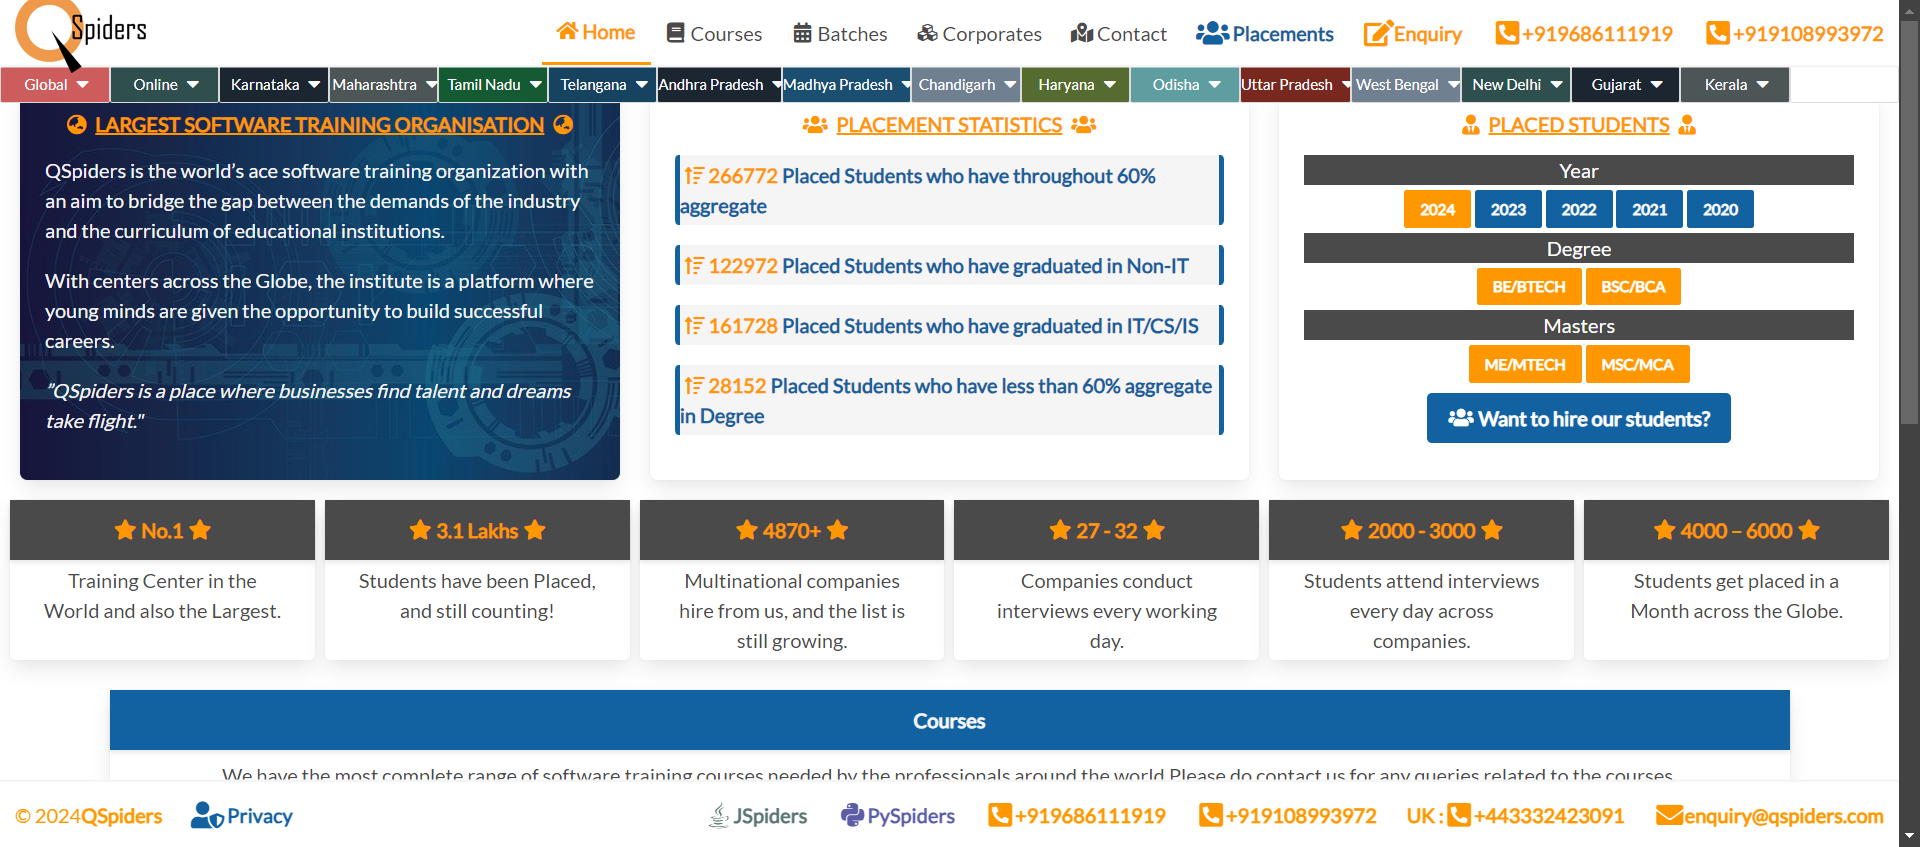 QSpiders
Home
Courses
Batches
Corporates
Contact
Placements
Enquiry
+919686111919
+919108993972
Global
Online
Karnataka
Maharashtra
Tamil Nadu
Telangana
Andhra Pradesh
Madhya Pradesh
Chandigarh
Haryana
Odisha
Uttar Pradesh
West Bengal
New Delhi
Gujarat
Kerala
LARGEST SOFTWARE TRAINING ORGANISATION
QSpiders is the world’s ace software training organization with
an aim to bridge the gap between the demands of the industry
and the curriculum of educational institutions.
With centers across the Globe, the institute is a platform where
young minds are given the opportunity to build successful
careers.
"QSpiders is a place where businesses find talent and dreams
take flight."
PLACEMENT STATISTICS
266772 Placed Students who have throughout 60%
aggregate
122972 Placed Students who have graduated in Non-IT
161728 Placed Students who have graduated in IT/CS/IS
28152 Placed Students who have less than 60% aggregate
in Degree
PLACED STUDENTS
Year
2024 2023 2022 2021 2020
Degree
BE/BTECH BSC/BCA
Masters
ME/MTECH MSC/MCA
Want to hire our students?
No.1
Training Center in the
World and also the Largest.
3.1 Lakhs
Students have been Placed,
and still counting!
4870+
Multinational companies
hire from us, and the list is
still growing.
27 - 32
Companies conduct
interviews every working
day.
2000 - 3000
Students attend interviews
every day across
companies.
4000 – 6000
Students get placed in a
Month across the Globe.
Courses
We have the most complete range of software training courses needed by the professionals around the world.Please do contact us for any queries related to the courses
© 2024QSpiders
Privacy
JSpiders
PySpiders
+919686111919
+919108993972
UK : +443332423091
enquiry@qspiders.com